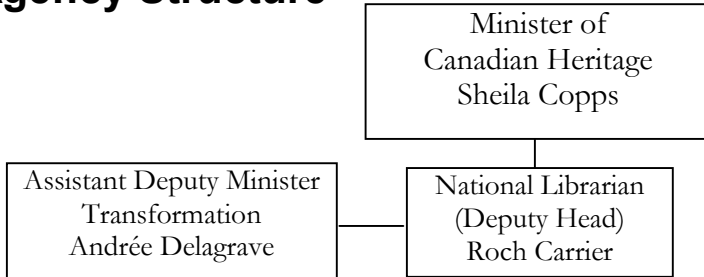 Agency Structure
Minister of
Canadian Heritage
Sheila Copps
Assistant Deputy Minister
Transformation
Andrée Delagrave
National Librarian
(Deputy Head)
Roch Carrier